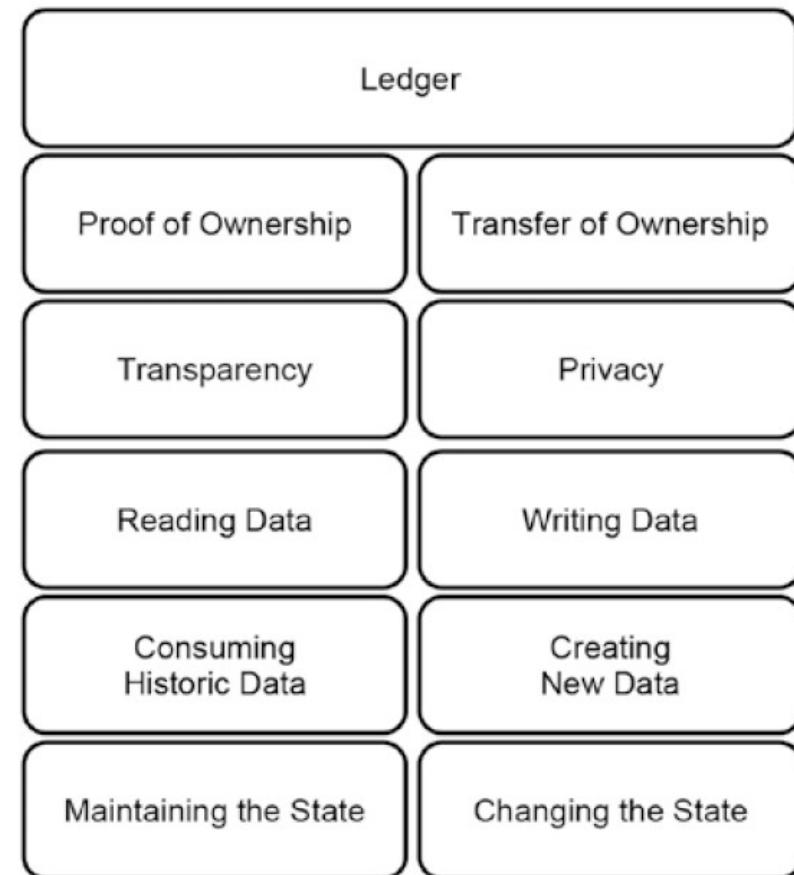 Ledger
Proof of Ownership
Transfer of Ownership
Transparency
Privacy
Reading Data
Writing Data
Consuming
Historic Data
Creating
New Data
Maintaining the State
Changing the State